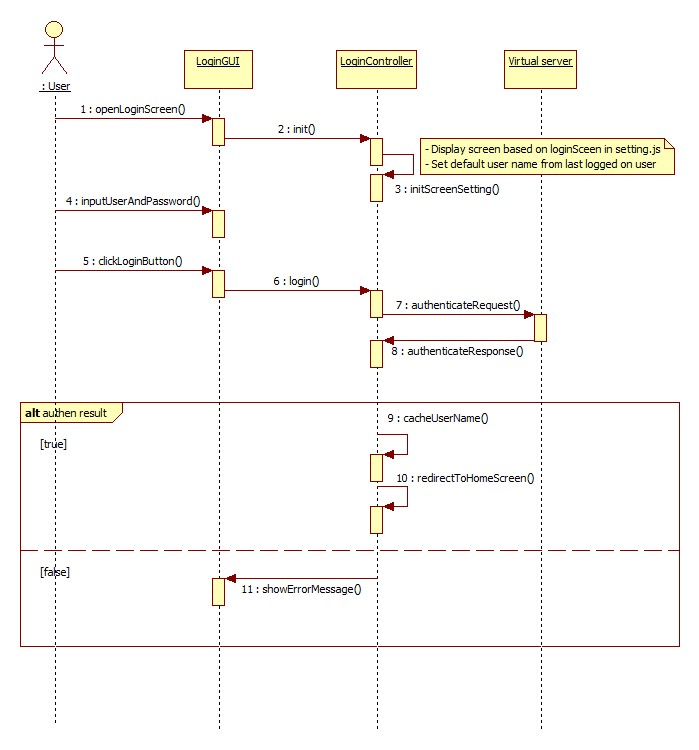 LoginGUI
LoginController
Virtual server
: User
1 : openLoginScreen()
2 : init()
- Display screen based on loginSceen in setting.js
- Set default user name from last logged on user
3 : initScreenSetting()
4 : inputUserAndPassword()
5 : clickLoginButton()
6 : login()
7 : authenticateRequest()
8 : authenticateResponse()
alt authen result
9 : cacheUserName()
[true]
10 : redirectToHomeScreen()
[false]
11 : showErrorMessage()